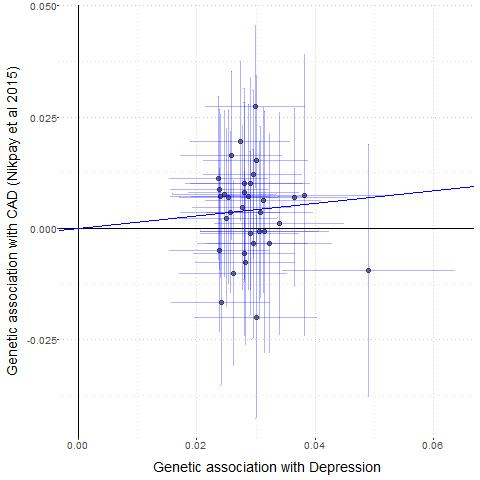 0.050
0.025
0.000
-0.025
Genetic association with CAD (Nikpay et al 2015)
0.00 0.02 0.04 0.06
Genetic association with Depression